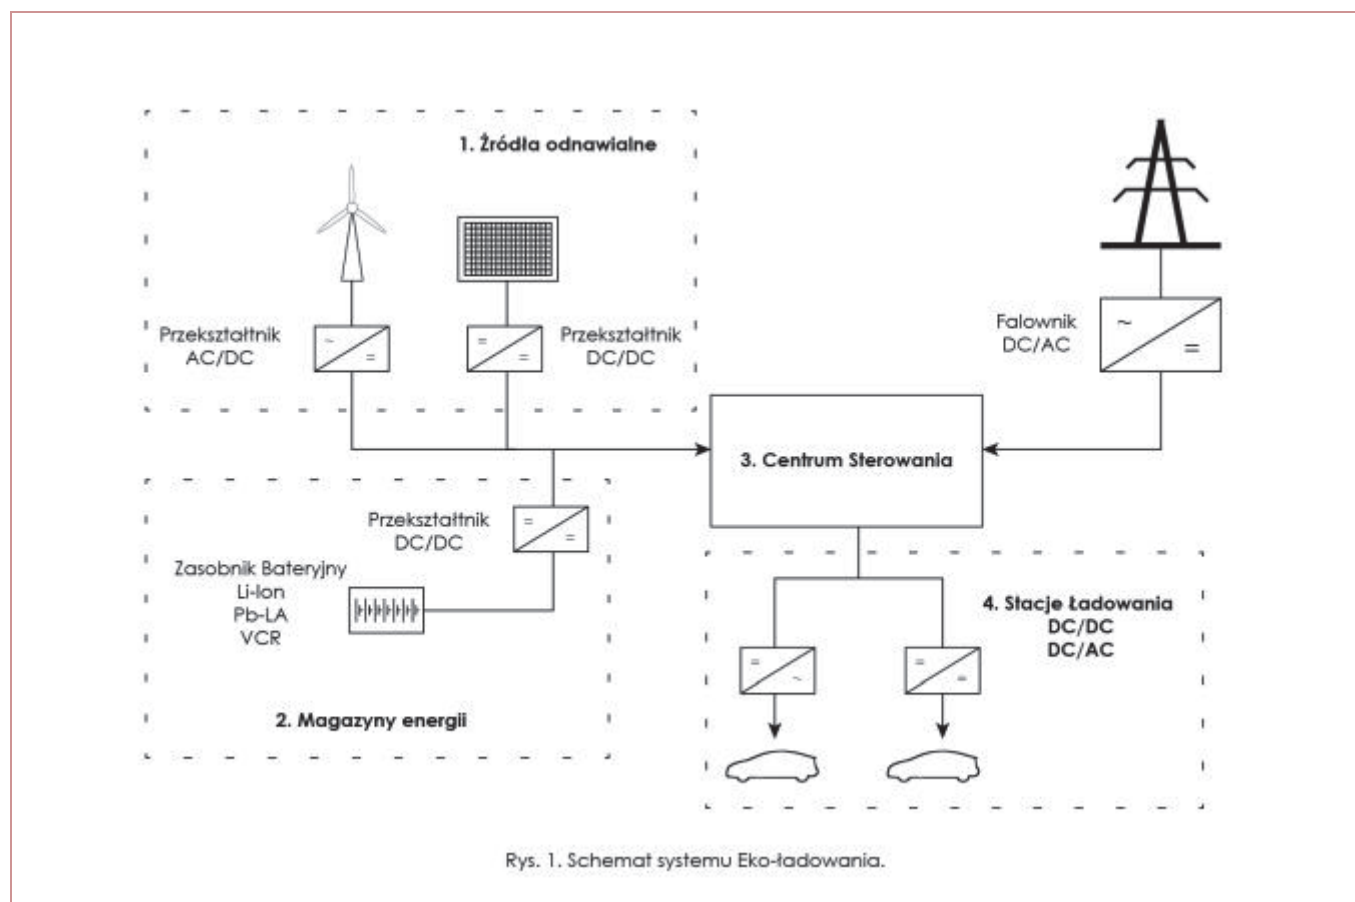 1. Źródła odnawialne
Przekształtnik
AC/DC
~
=
=
=
Przekształtnik
DC/DC
Falownik
DC/AC
~
=
3. Centrum Sterowania
Przekształtnik
DC/DC
=
=
Zasobnik Bateryjny
Li-Ion
Pb-LA
VCR
2. Magazyny energii
4. Stacje Ładowania
DC/DC
DC/AC
=
~
=
=
Rys. 1. Schemat systemu Eko-ładowania.